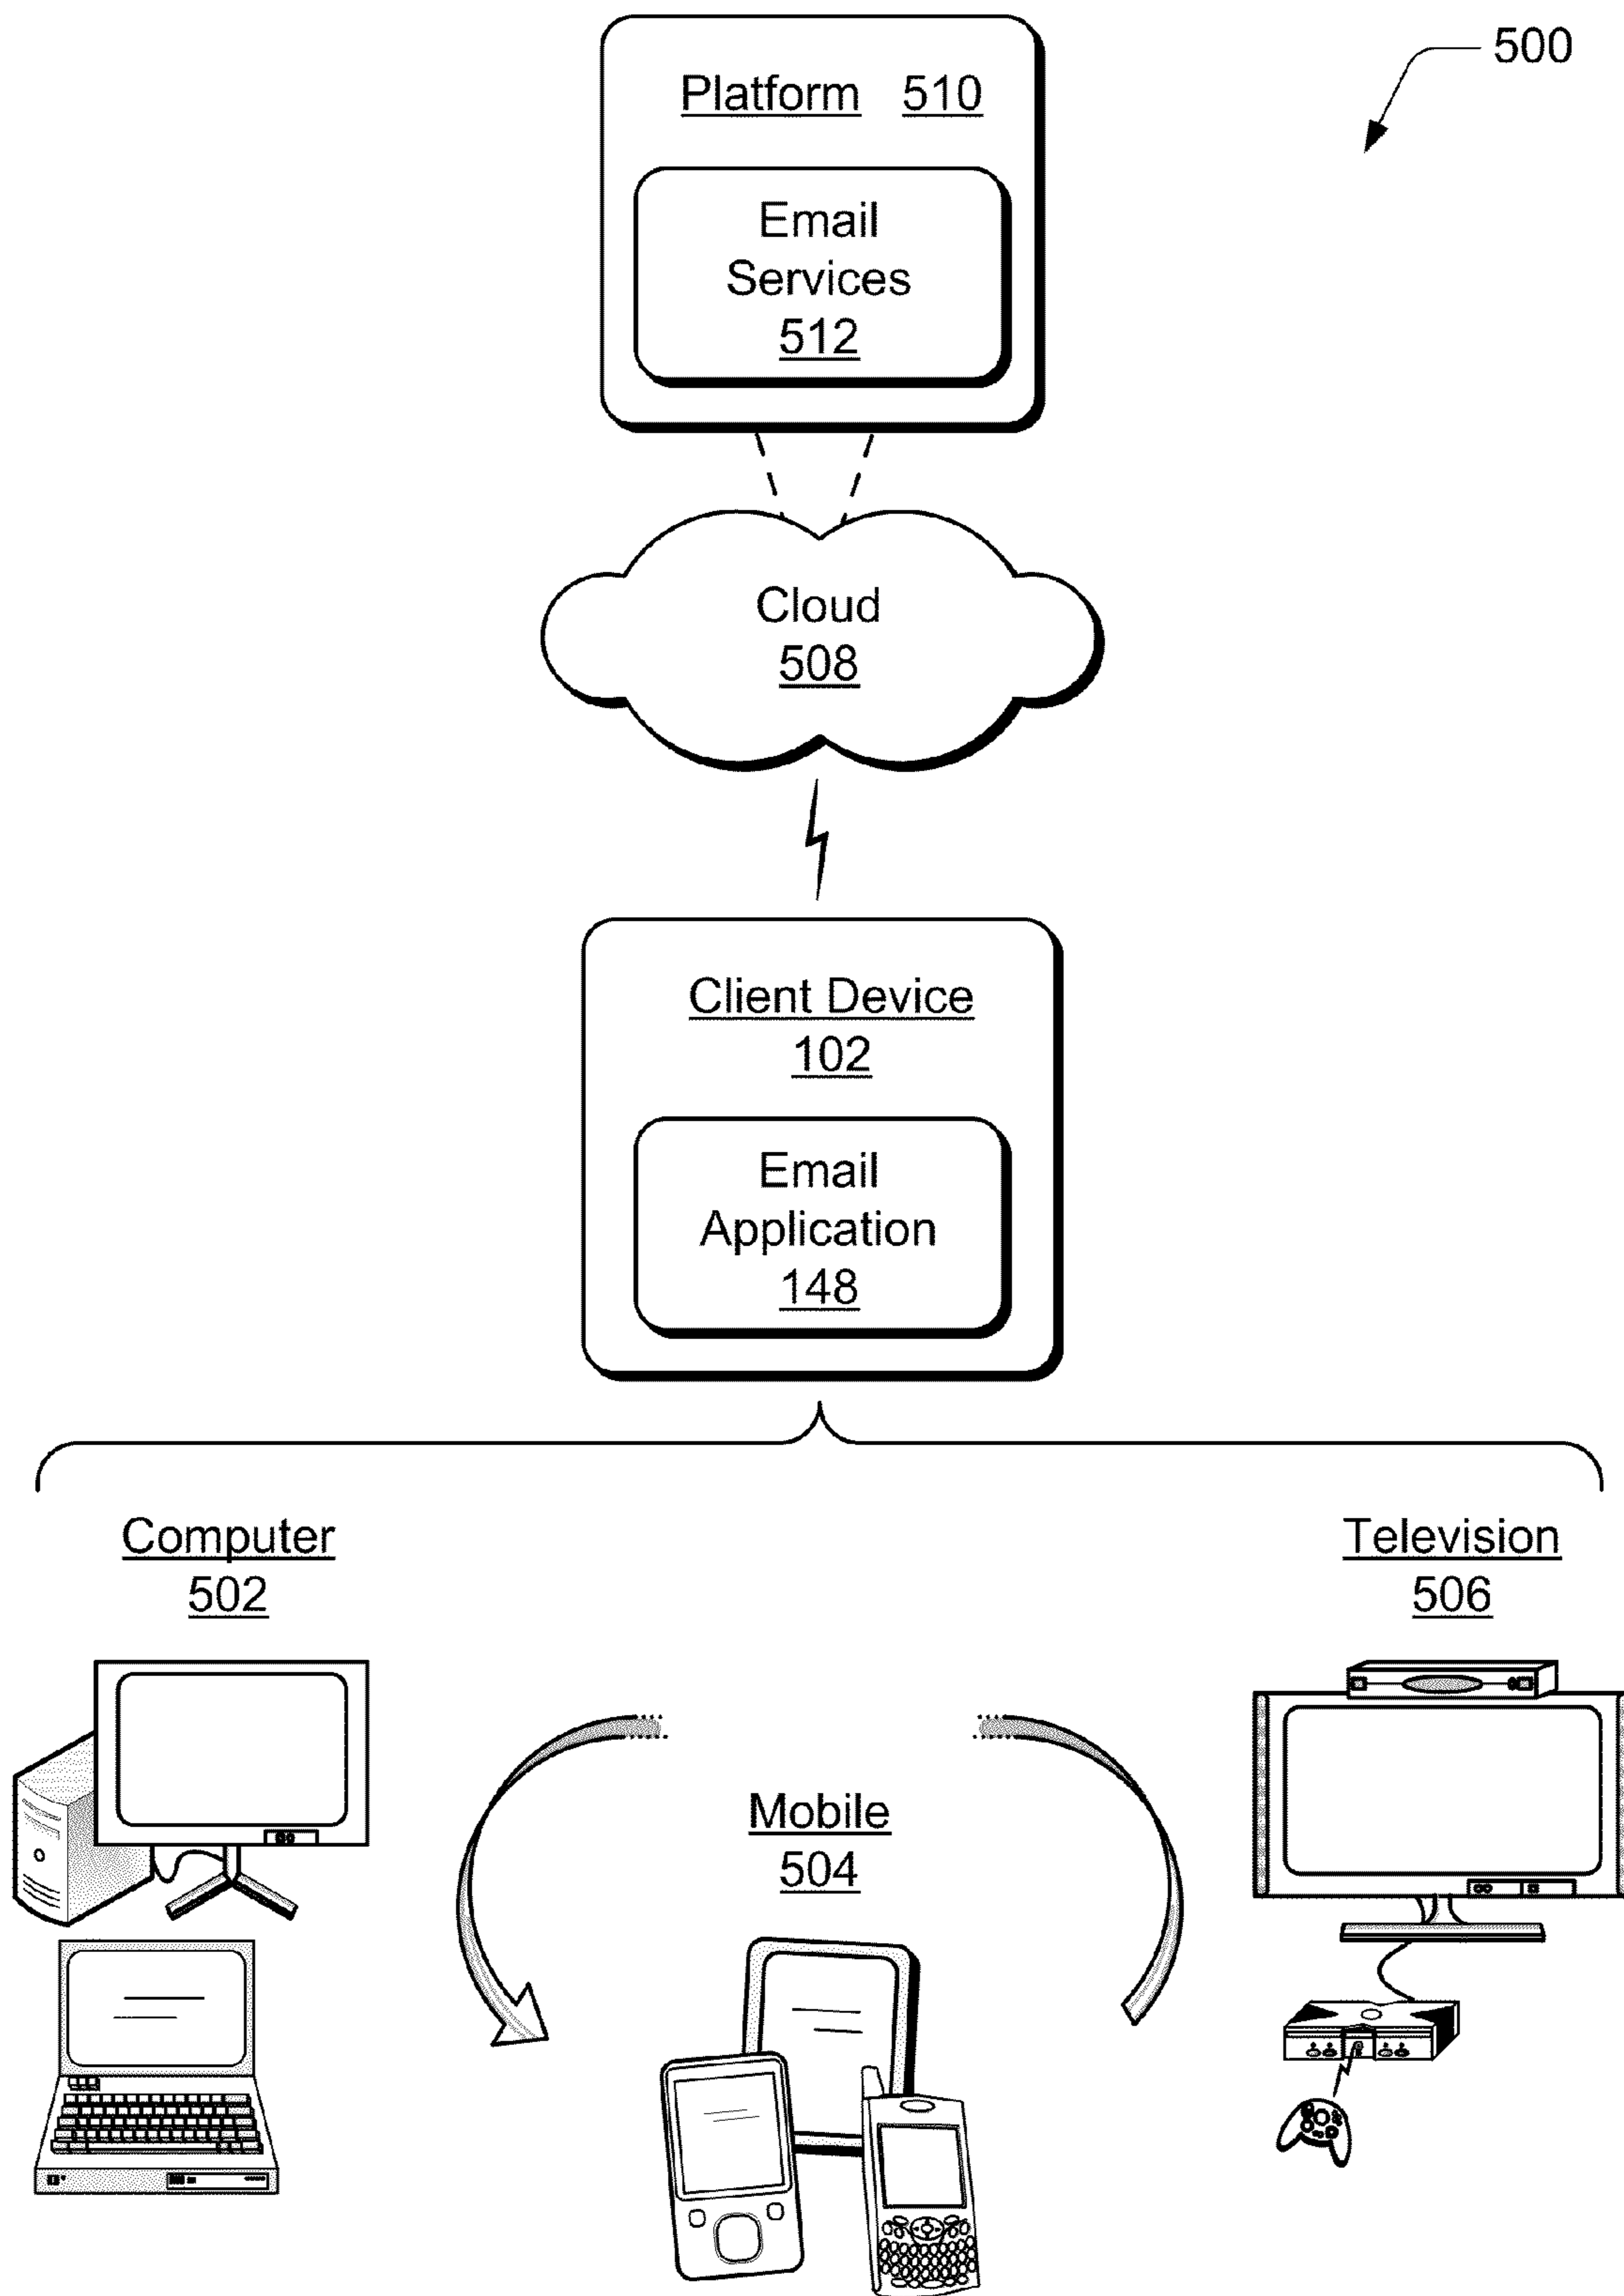 500
Platform 510
Email
Services
512
Cloud
508
Client Device
102
Email
Application
148
Computer
502
Television
506
Mobile
504